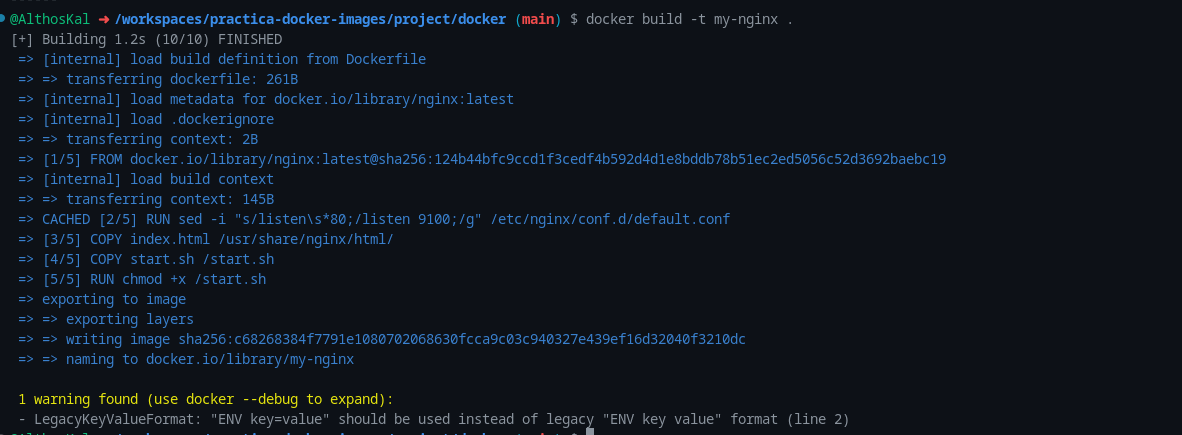 @AlthosKal ➜ /workspaces/practica-docker-images/project/docker (main) $ docker build -t my-nginx .
[+] Building 1.2s (10/10) FINISHED
=> [internal] load build definition from Dockerfile
=> => transferring dockerfile: 261B
=> [internal] load metadata for docker.io/library/nginx:latest
=> [internal] load .dockerignore
=> => transferring context: 2B
=> [1/5] FROM docker.io/library/nginx:latest@sha256:124b44bfc9ccd1f3cedf4b592d4d1e8bddb78b51ec2ed5056c52d3692baebc19
=> [internal] load build context
=> => transferring context: 145B
=> CACHED [2/5] RUN sed -i "s/listen\s*80;/listen 9100;/g" /etc/nginx/conf.d/default.conf
=> [3/5] COPY index.html /usr/share/nginx/html/
=> [4/5] COPY start.sh /start.sh
=> [5/5] RUN chmod +x /start.sh
=> exporting to image
=> => exporting layers
=> => writing image sha256:c68268384f7791e1080702068630fcca9c03c940327e439ef16d32040f3210dc
=> => naming to docker.io/library/my-nginx
1 warning found (use docker --debug to expand):
- LegacyKeyValueFormat: "ENV key=value" should be used instead of legacy "ENV key value" format (line 2)